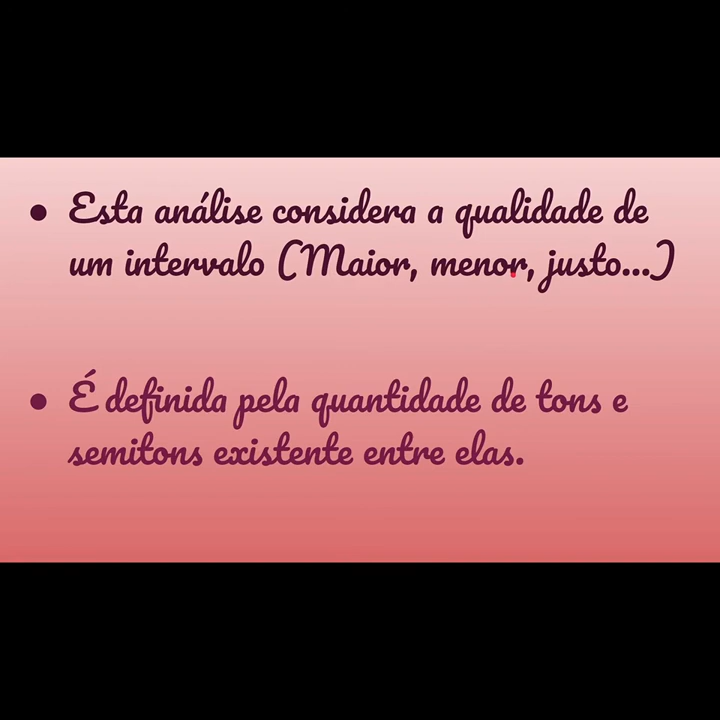 • Esta análise considera a qualidade de
um intervalo (Maior, menor, justo...)
• É definida pela quantidade de tons e
semitons existente entre elas.